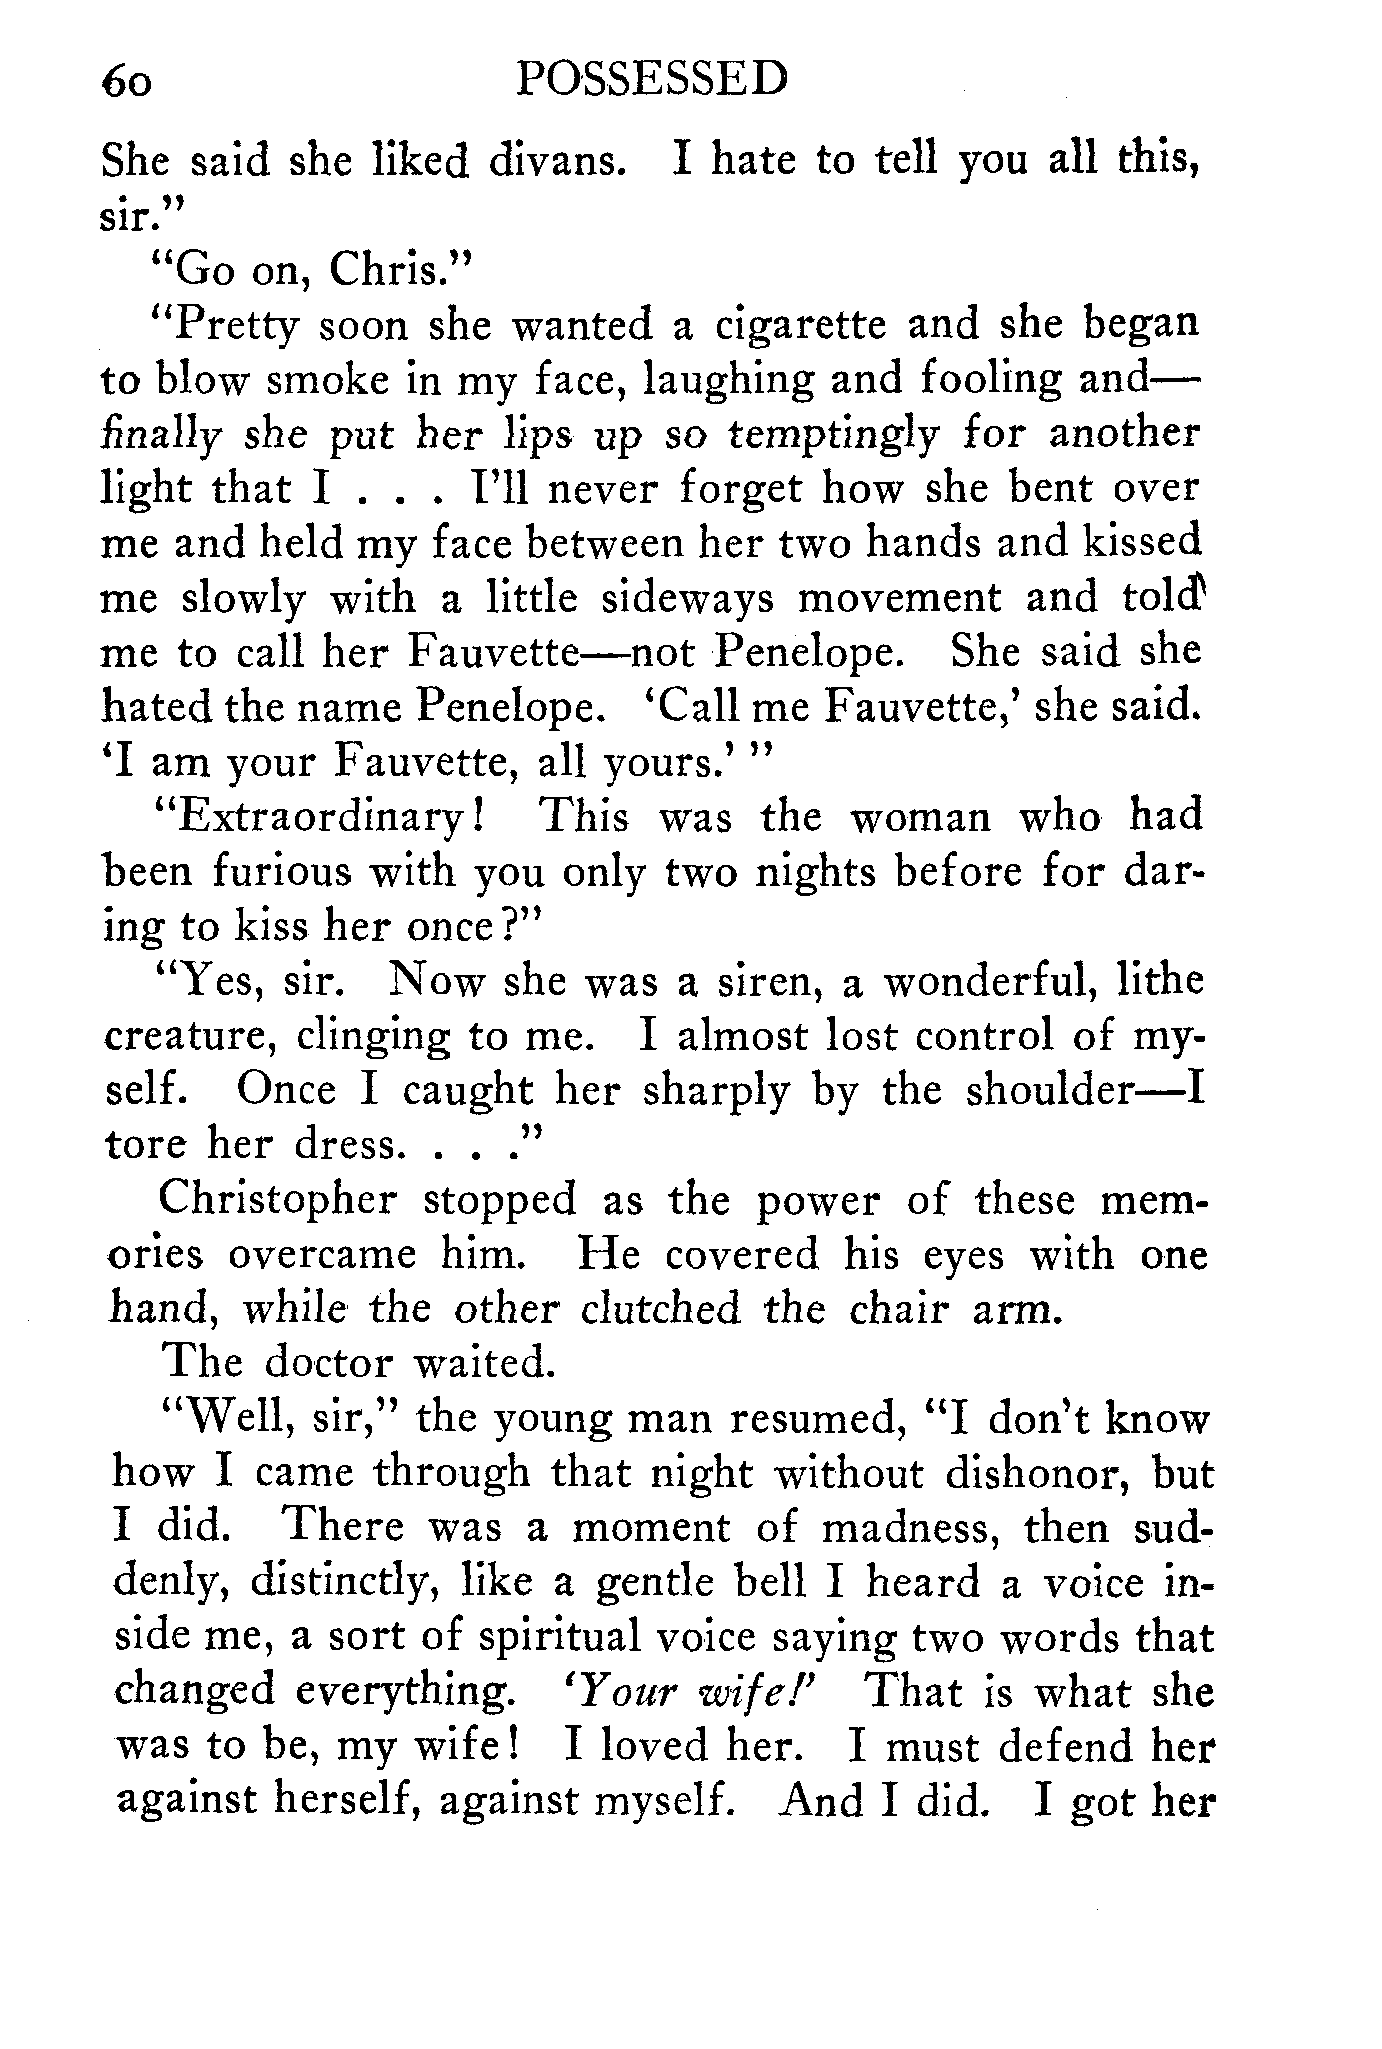 60 POSSESSED
She said she liked divans. I hate to tell you all this,
sir."
"Go on, Chris."
"Pretty soon she wanted a cigarette and she began
to blow smoke in my face, laughing and fooling and—
finally she put her lips up so temptingly for another
light that I . . . I'll never forget how she bent over
me and held my face between her two hands and kissed
me slowly with a little sideways movement and told
me to call her Fauvette—not Penelope. She said she
hated the name Penelope. 'Call me Fauvette,' she said.
'I am your Fauvette, all yours.' "
"Extraordinary! This was the woman who had
been furious with you only two nights before for dar-
ing to kiss her once?"
"Yes, sir. Now she was a siren, a wonderful, lithe
creature, clinging to me. I almost lost control of my-
self. Once I caught her sharply by the shoulder—I
tore her dress. . . ."
Christopher stopped as the power of these mem-
ories overcame him. He covered his eyes with one
hand, while the other clutched the chair arm.
The doctor waited.
"Well, sir," the young man resumed, "I don't know
how I came through that night without dishonor, but
I did. There was a moment of madness, then sud-
denly, distinctly, like a gentle bell I heard a voice in-
side me, a sort of spiritual voice saying two words that
changed everything. 'Your wife!' That is what she
was to be, my wife! I loved her. I must defend her
against herself, against myself. And I did. I got her